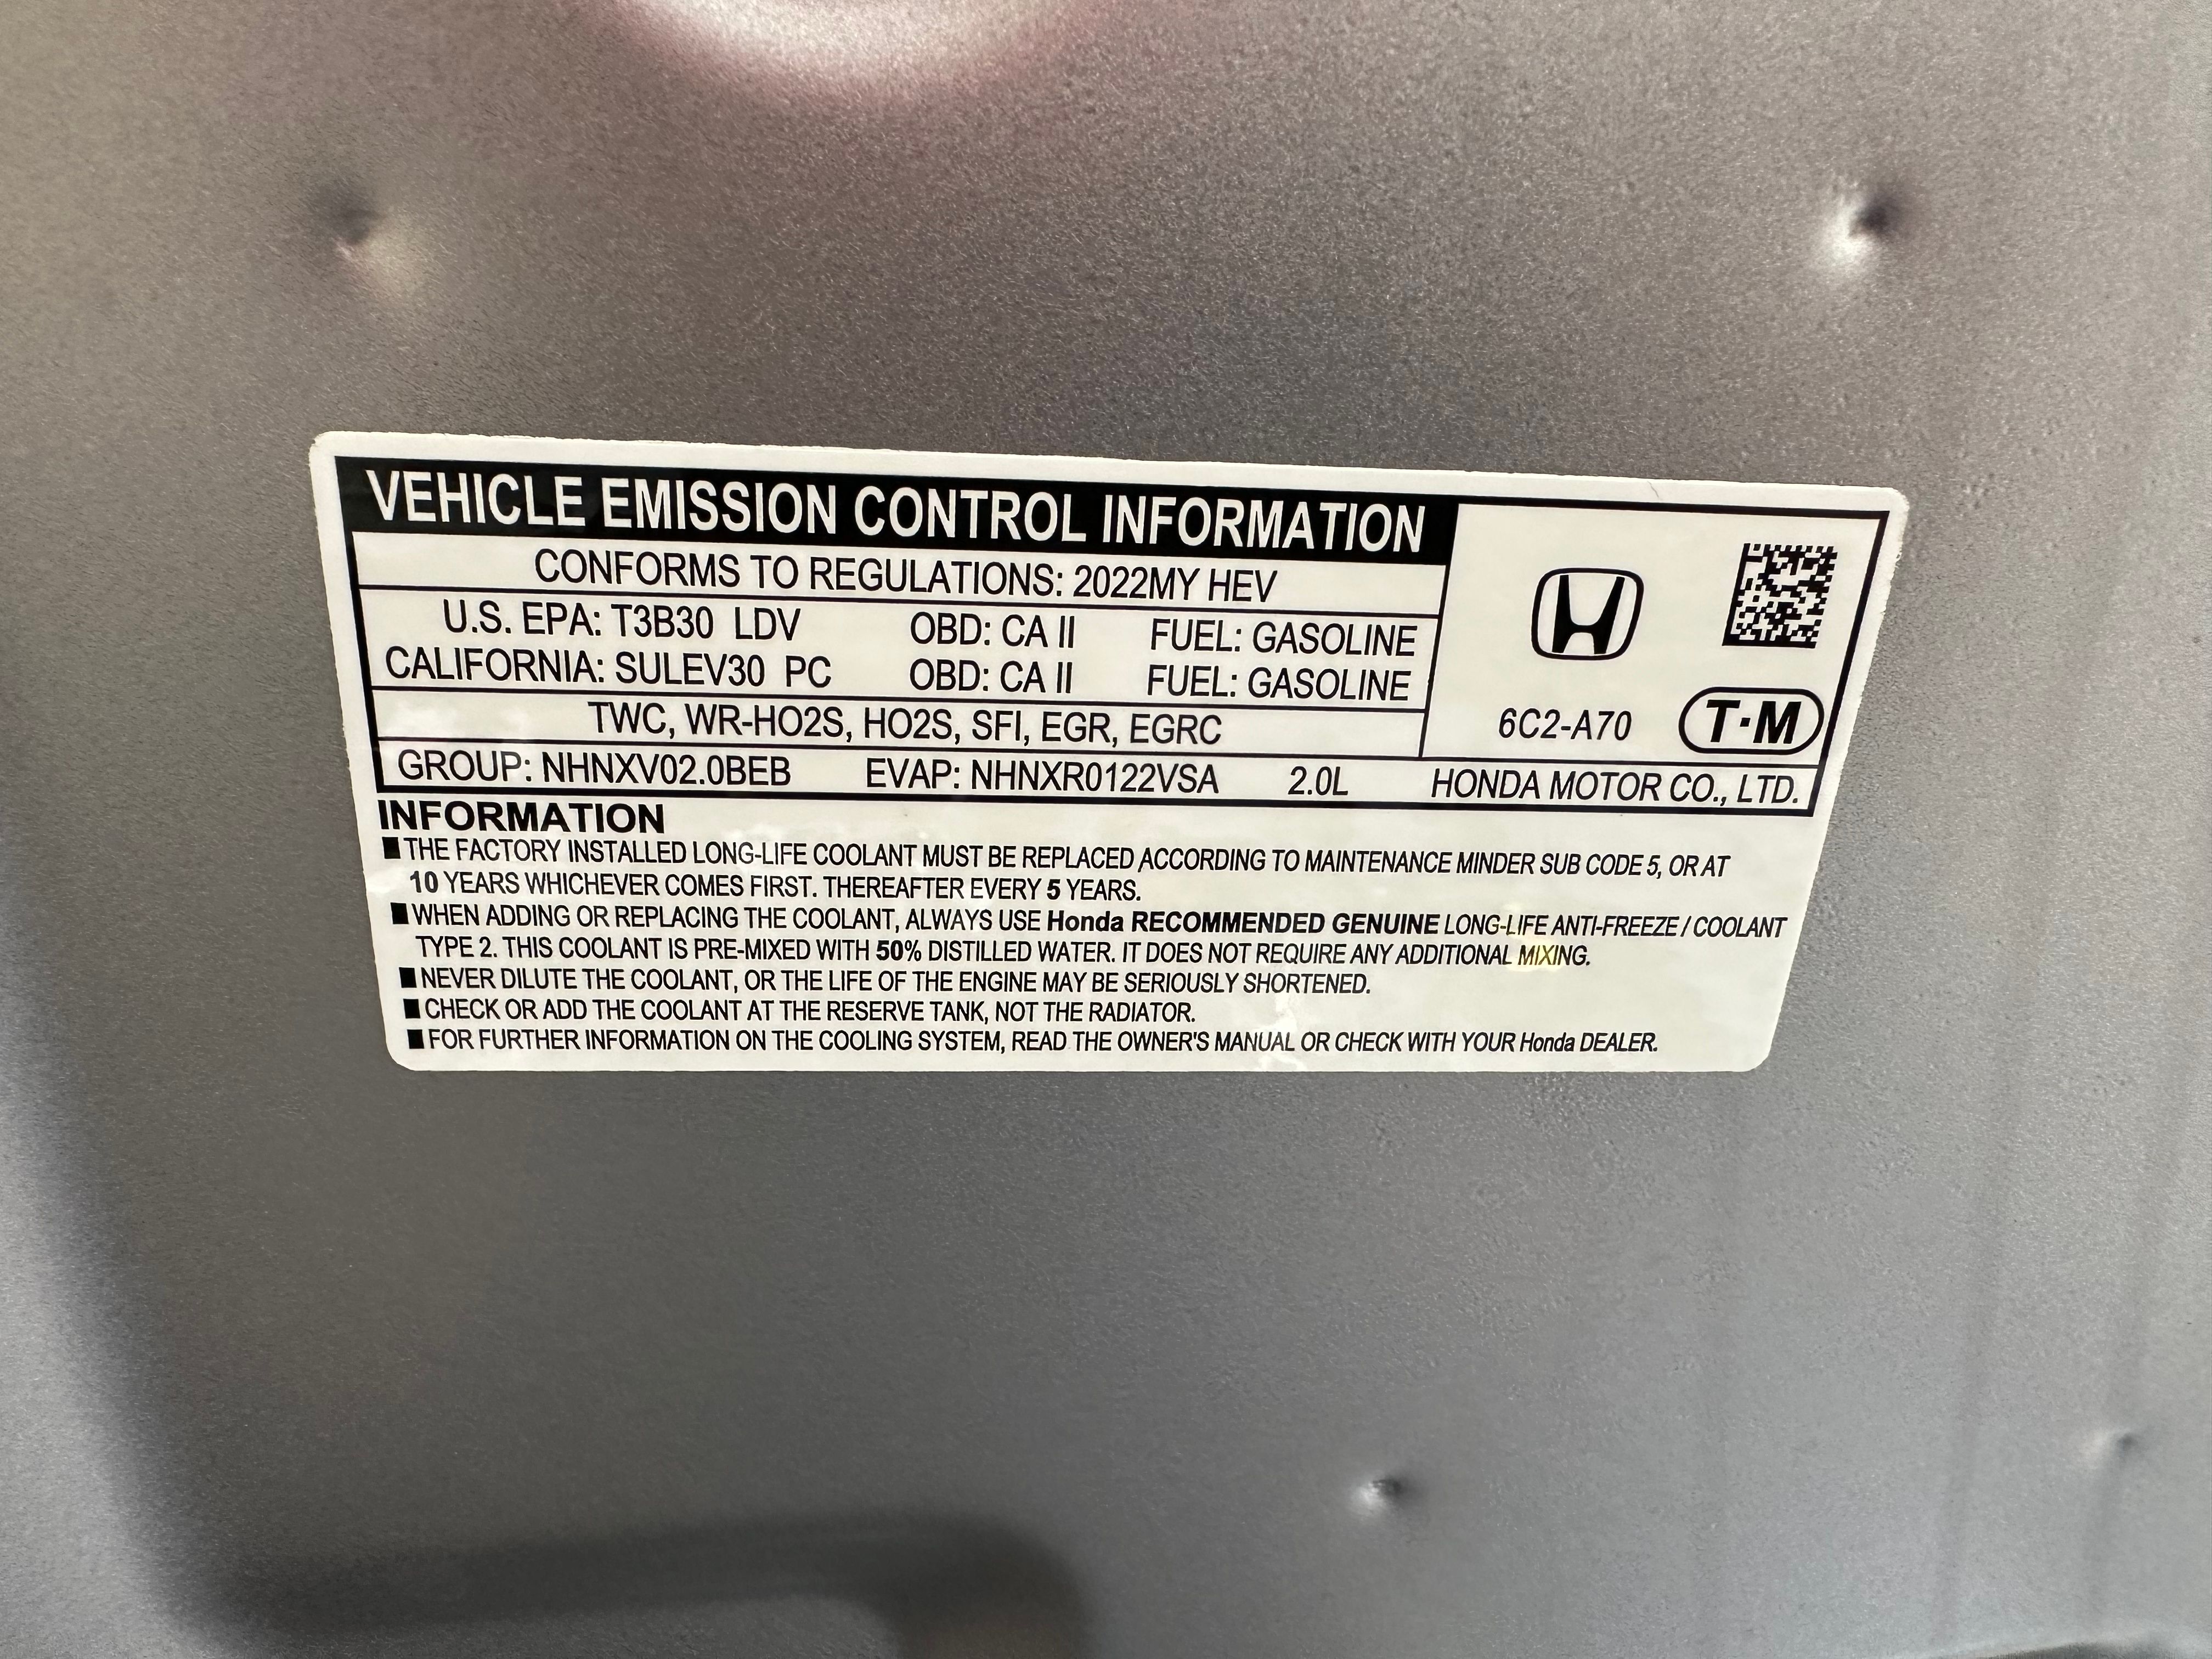 VEHICLE EMISSION CONTROL INFORMATION
CONFORMS TO REGULATIONS: 2022MY HEV
U.S. EPA: T3B30 LDV OBD: CA II FUEL: GASOLINE
CALIFORNIA: SULEV30 PC OBD: CA II FUEL: GASOLINE
TWC, WR-HO2S, HO2S, SFI, EGR, EGRC
6C2-A70 T·M
GROUP: NHNXV02.0BEB EVAP: NHNXR0122VSA 2.0L HONDA MOTOR CO., LTD.
INFORMATION
■ THE FACTORY INSTALLED LONG-LIFE COOLANT MUST BE REPLACED ACCORDING TO MAINTENANCE MINDER SUB CODE 5, OR AT
10 YEARS WHICHEVER COMES FIRST. THEREAFTER EVERY 5 YEARS.
■ WHEN ADDING OR REPLACING THE COOLANT, ALWAYS USE Honda RECOMMENDED GENUINE LONG-LIFE ANTI-FREEZE / COOLANT
TYPE 2. THIS COOLANT IS PRE-MIXED WITH 50% DISTILLED WATER. IT DOES NOT REQUIRE ANY ADDITIONAL MIXING.
■ NEVER DILUTE THE COOLANT, OR THE LIFE OF THE ENGINE MAY BE SERIOUSLY SHORTENED.
■ CHECK OR ADD THE COOLANT AT THE RESERVE TANK, NOT THE RADIATOR.
■ FOR FURTHER INFORMATION ON THE COOLING SYSTEM, READ THE OWNER'S MANUAL OR CHECK WITH YOUR Honda DEALER.